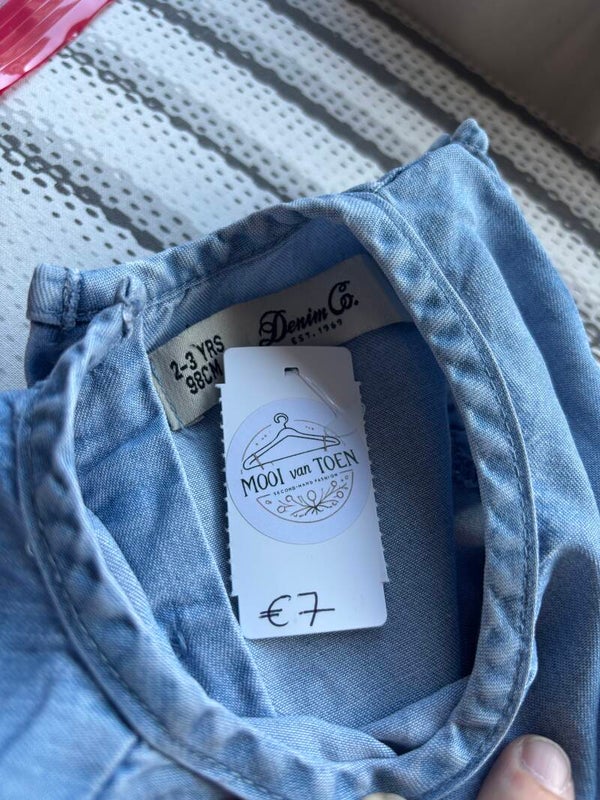 Denim Co.
EST. 1969
2-3 YRS
98CM
MOOI van TOEN
SECONDHAND FASHION
€7